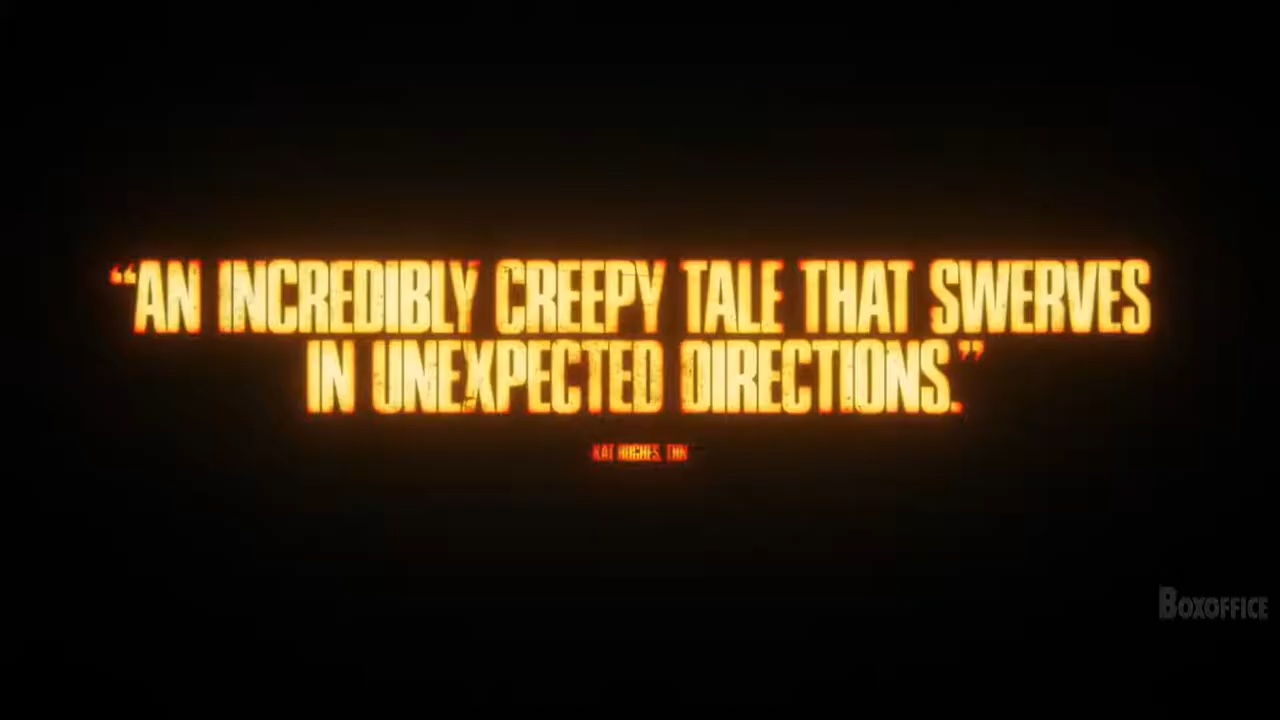 “AN INCREDIBLY CREEPY TALE THAT SWERVES
IN UNEXPECTED DIRECTIONS.”
KAT HUGHES, THN
BOXOFFICE